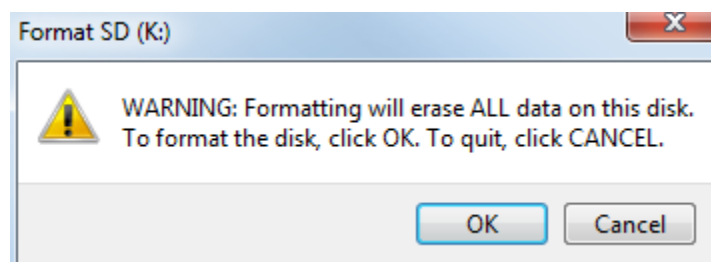 Format SD (K:)
WARNING: Formatting will erase ALL data on this disk.
To format the disk, click OK. To quit, click CANCEL.
OK
Cancel